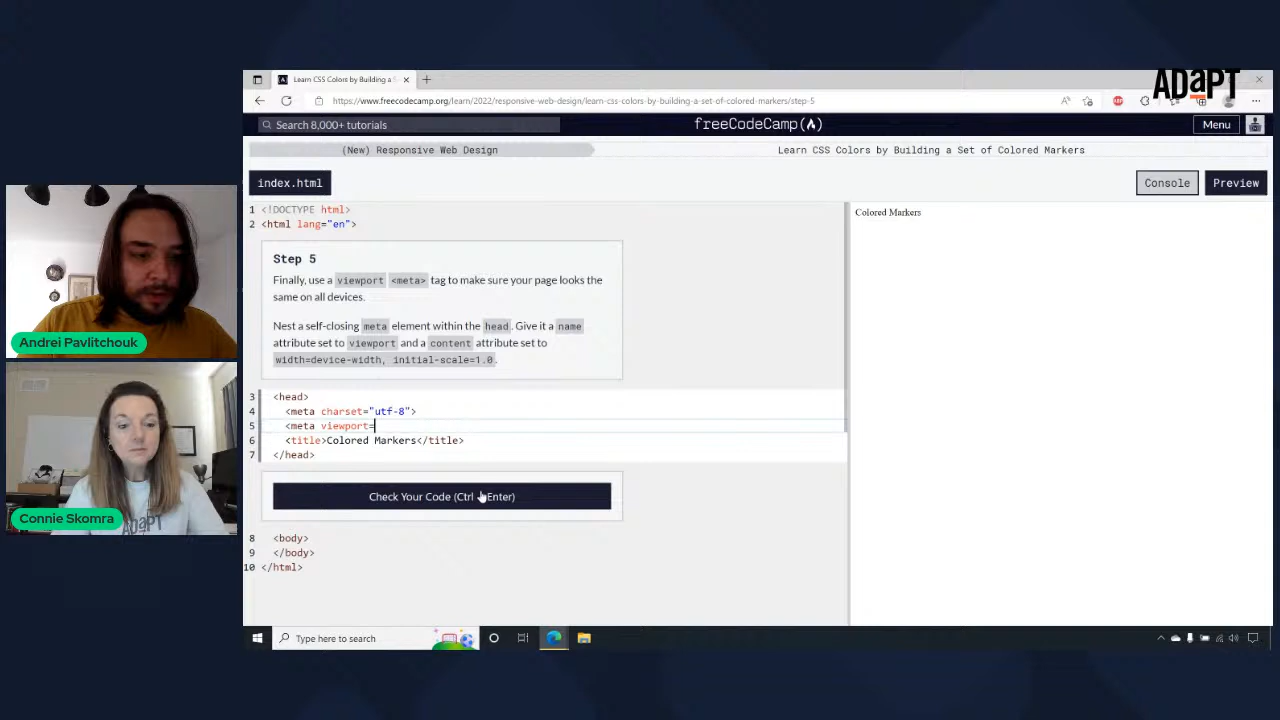 Learn CSS Colors by Building a S
ADaPT
https://www.freecodecamp.org/learn/2022/responsive-web-design/learn-css-colors-by-building-a-set-of-colored-markers/step-5
Search 8,000+ tutorials
freeCodeCamp
Menu
(New) Responsive Web Design
Learn CSS Colors by Building a Set of Colored Markers
index.html
Console
Preview
1 <!DOCTYPE html>
2 <html lang="en">
Colored Markers
Step 5
Finally, use a viewport <meta> tag to make sure your page looks the
same on all devices.
Nest a self-closing meta element within the head. Give it a name
attribute set to viewport and a content attribute set to
width=device-width, initial-scale=1.0.
3 <head>
4 <meta charset="utf-8">
5 <meta viewport=
6 <title>Colored Markers</title>
7 </head>
Check Your Code (Ctrl Enter)
8 <body>
9 </body>
10 </html>
Type here to search
Andrei Pavlitchouk
Connie Skomra
ADaPT